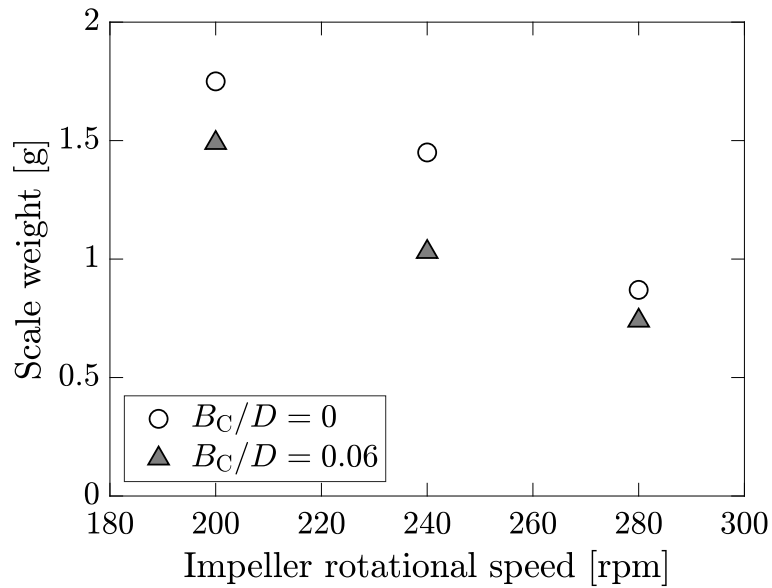 2
1.5
1
0.5
0
Scale weight [g]
B_C/D = 0
B_C/D = 0.06
180 200 220 240 260 280 300
Impeller rotational speed [rpm]